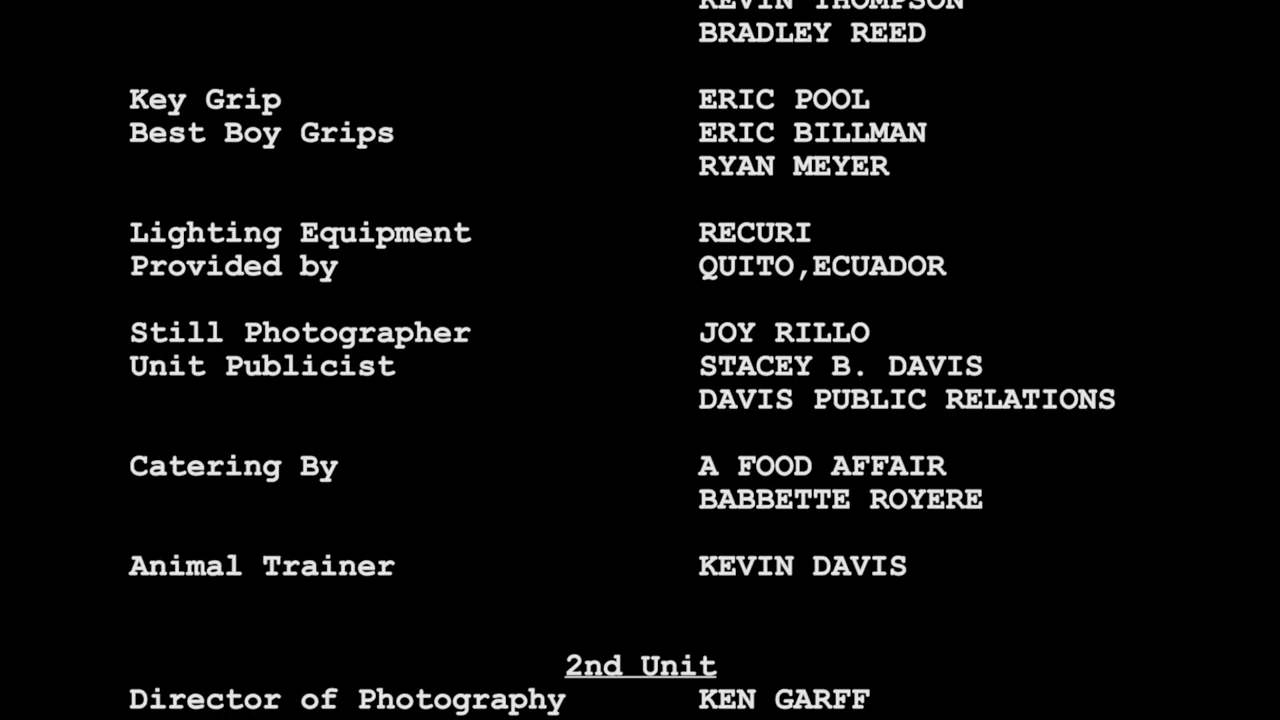 KEVIN THOMPSON
BRADLEY REED
Key Grip ERIC POOL
Best Boy Grips ERIC BILLMAN
RYAN MEYER
Lighting Equipment RECURI
Provided by QUITO,ECUADOR
Still Photographer JOY RILLO
Unit Publicist STACEY B. DAVIS
DAVIS PUBLIC RELATIONS
Catering By A FOOD AFFAIR
BABBETTE ROYERE
Animal Trainer KEVIN DAVIS
2nd Unit
Director of Photography KEN GARFF